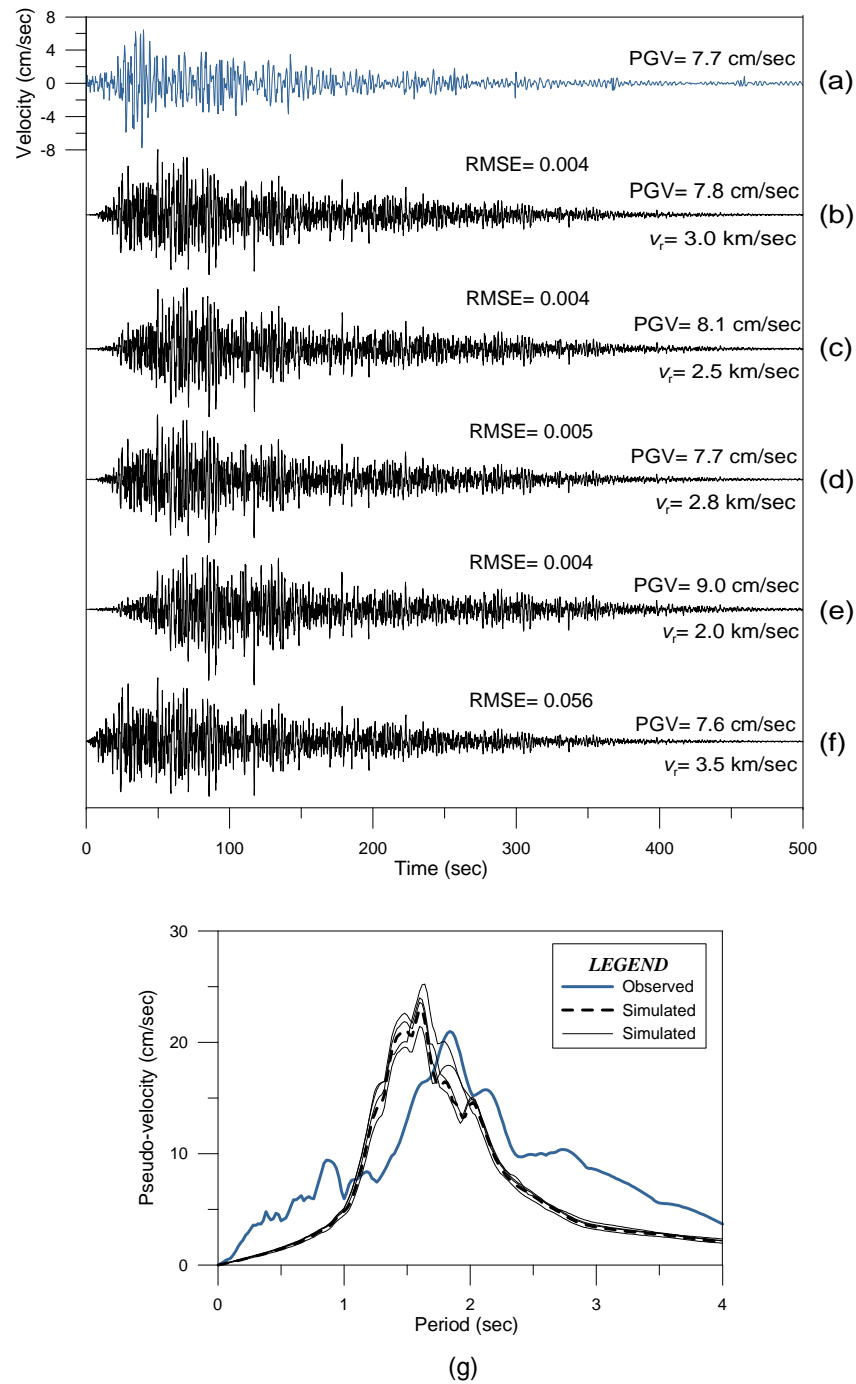 8
4
0
-4
-8
Velocity (cm/sec)
PGV= 7.7 cm/sec
(a)
RMSE= 0.004
PGV= 7.8 cm/sec
vr= 3.0 km/sec
(b)
RMSE= 0.004
PGV= 8.1 cm/sec
vr= 2.5 km/sec
(c)
RMSE= 0.005
PGV= 7.7 cm/sec
vr= 2.8 km/sec
(d)
RMSE= 0.004
PGV= 9.0 cm/sec
vr= 2.0 km/sec
(e)
RMSE= 0.056
PGV= 7.6 cm/sec
vr= 3.5 km/sec
(f)
0 100 200 300 400 500
Time (sec)
30
20
10
0
Pseudo-velocity (cm/sec)
LEGEND
Observed
Simulated
Simulated
0 1 2 3 4
Period (sec)
(g)